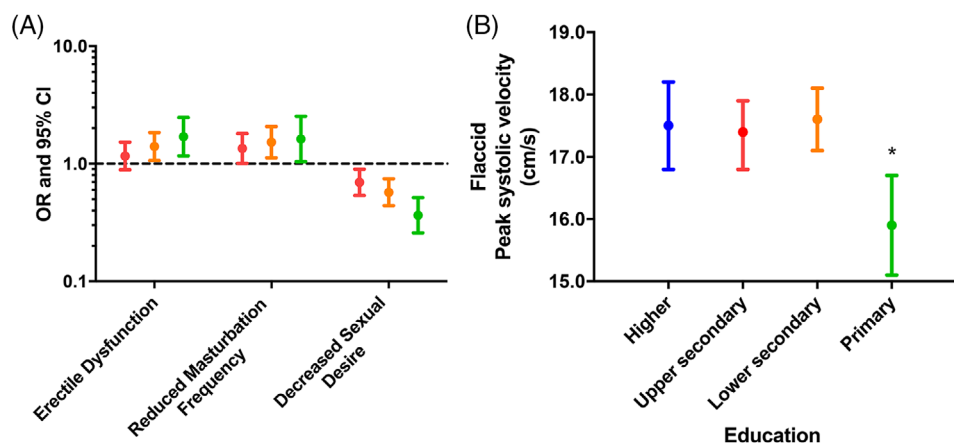 (A)
OR and 95% CI
10.0
1.0
0.1
Erectile Dysfunction
Reduced Masturbation
Frequency
Decreased Sexual
Desire
(B)
Flaccid
Peak systolic velocity
(cm/s)
19.0
18.0
17.0
16.0
15.0
*
Higher
Upper secondary
Lower secondary
Primary
Education